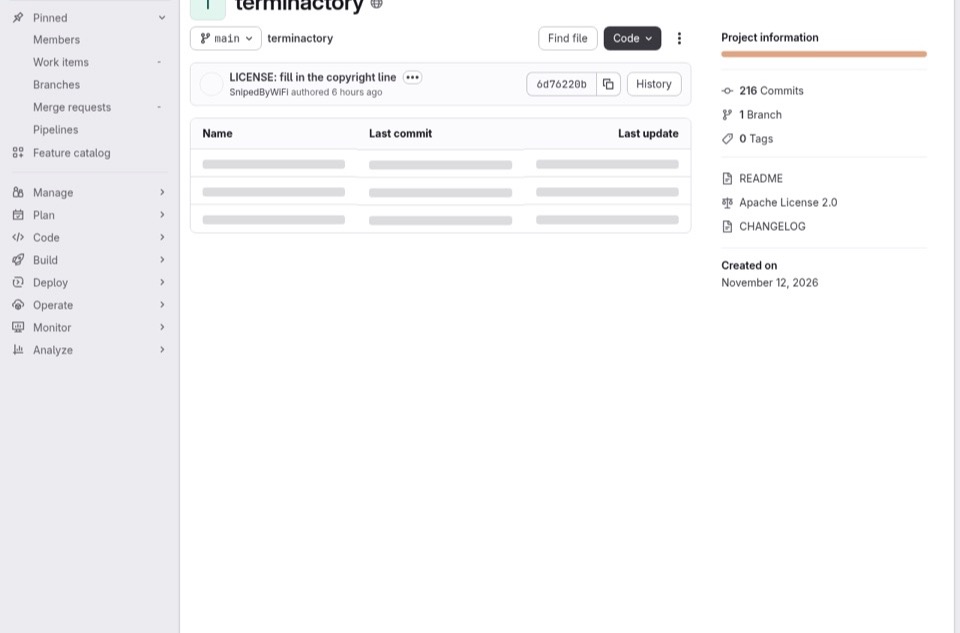 Pinned
Members
Work items -
Branches
Merge requests -
Pipelines
Feature catalog
Manage
Plan
Code
Build
Deploy
Operate
Monitor
Analyze
terminactory
main terminactory Find file Code
LICENSE: fill in the copyright line
SnipedByWiFi authored 6 hours ago
6d76220b History
Name Last commit Last update
Project information
216 Commits
1 Branch
0 Tags
README
Apache License 2.0
CHANGELOG
Created on
November 12, 2026